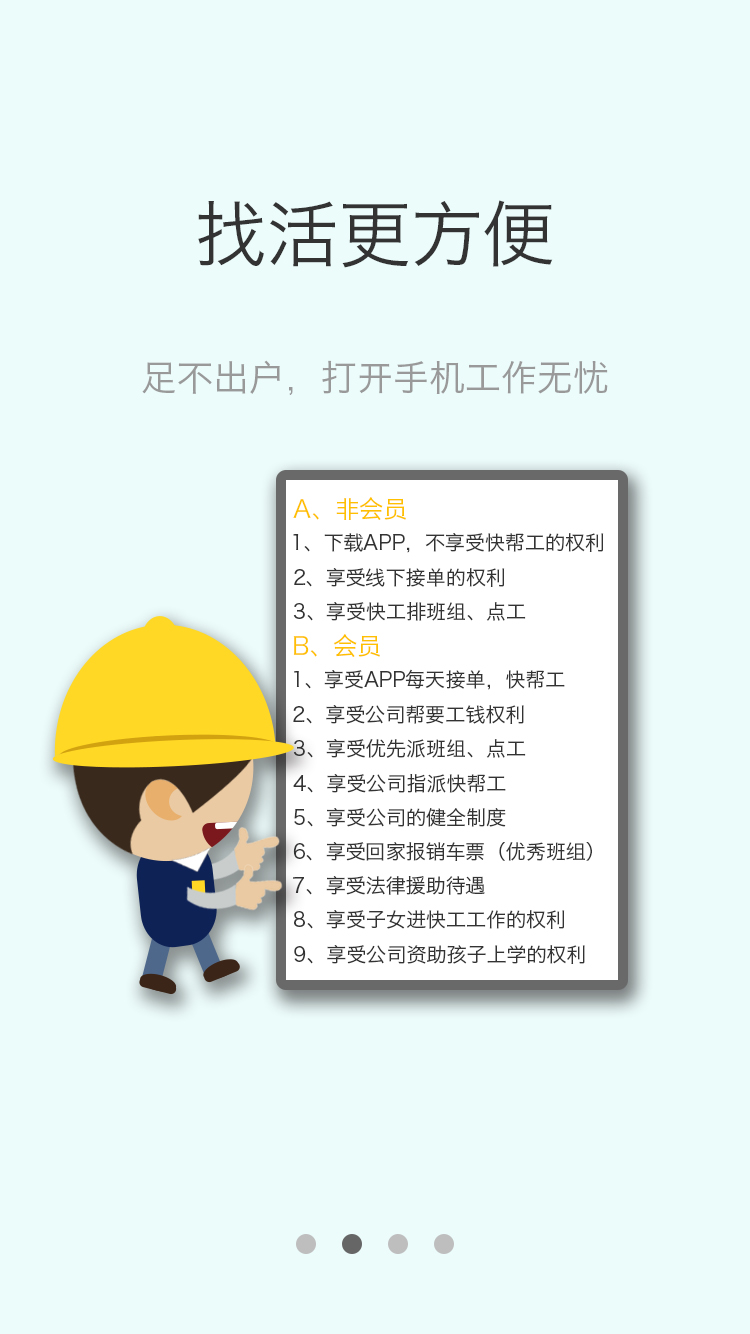 找活更方便
足不出户，打开手机工作无忧
A、非会员
1、下载APP，不享受快帮工的权利
2、享受线下接单的权利
3、享受快工排班组、点工
B、会员
1、享受APP每天接单，快帮工
2、享受公司帮要工钱权利
3、享受优先派班组、点工
4、享受公司指派快帮工
5、享受公司的健全制度
6、享受回家报销车票（优秀班组）
7、享受法律援助待遇
8、享受子女进快工工作的权利
9、享受公司资助孩子上学的权利